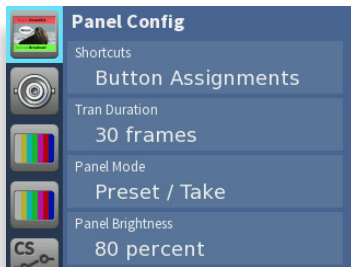 Panel Config
Shortcuts
Button Assignments
Tran Duration
30 frames
Panel Mode
Preset / Take
Panel Brightness
80 percent
CS